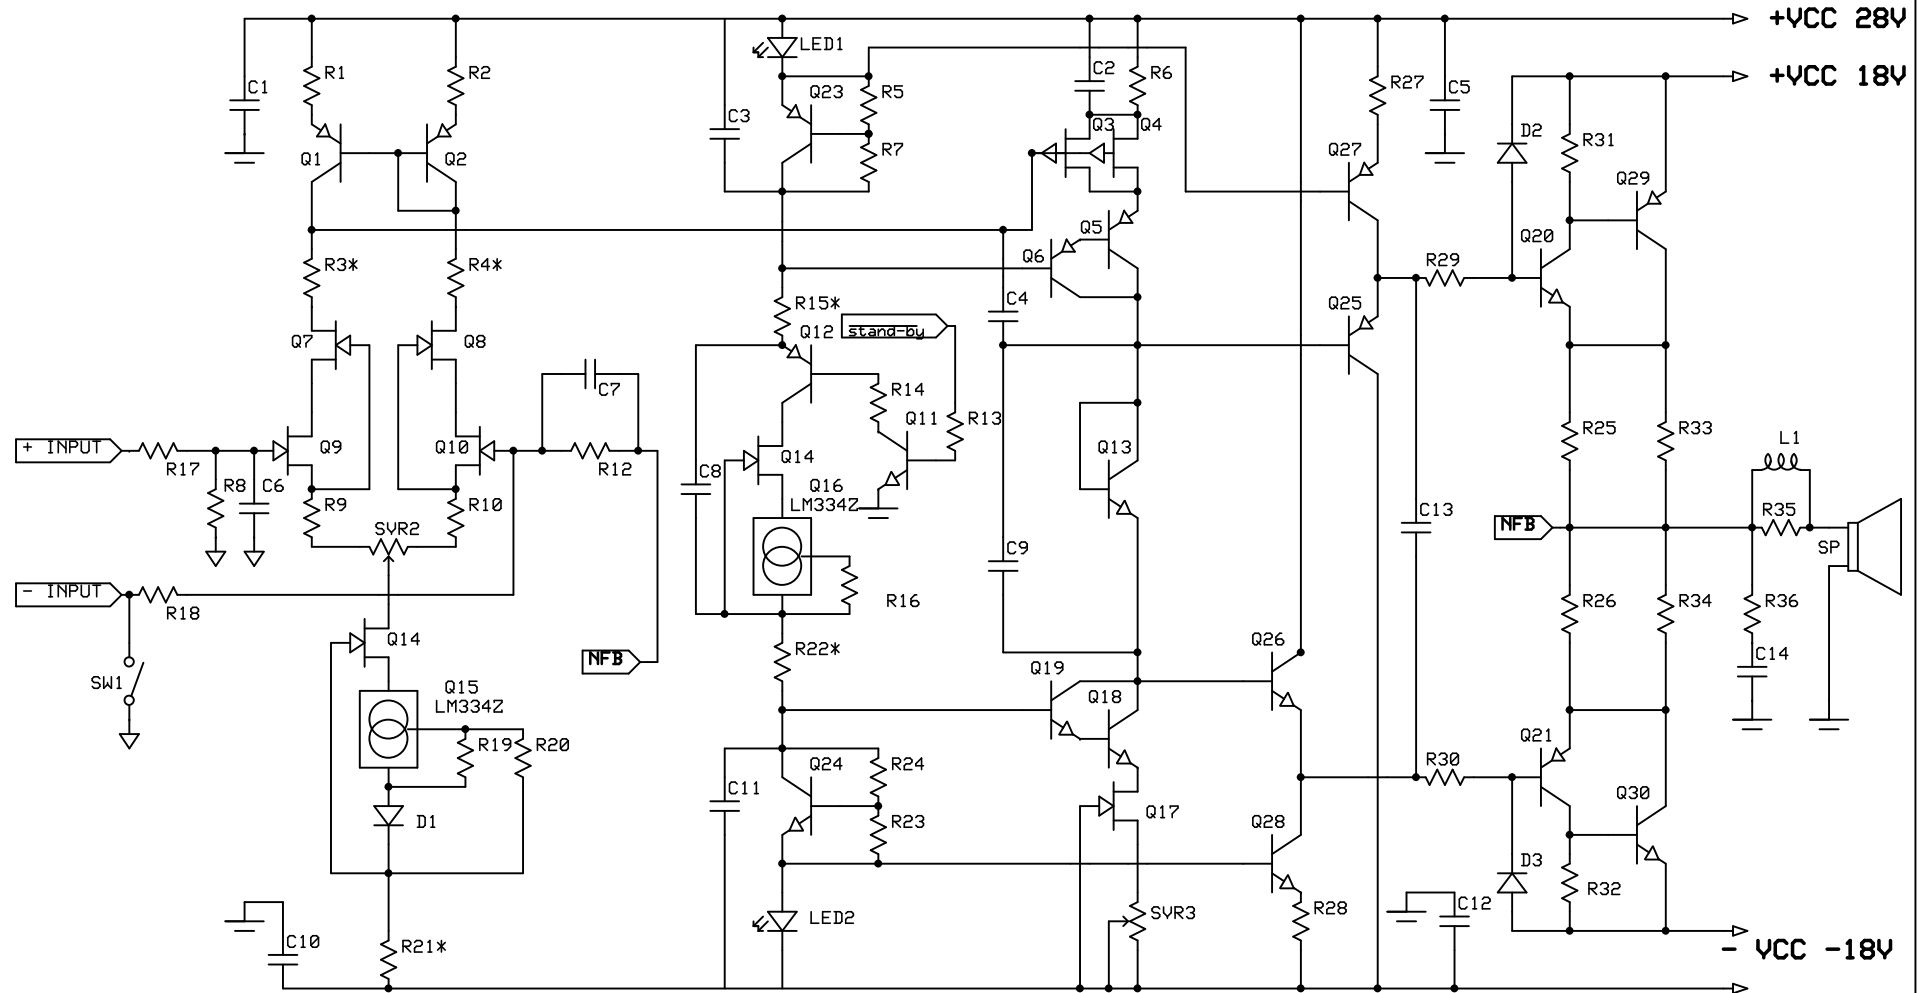 +VCC 28V
LED1
R1
R2
C2
R6
+VCC 18V
C1
Q23
R5
R27
C5
C3
Q3
Q4
D2
R31
Q1
Q2
R7
Q27
Q29
Q5
Q20
R3*
R4*
Q6
R29
R15*
C4
Q25
stand-by
Q12
Q7
Q8
C7
R14
Q11
R13
R25
R33
+ INPUT
Q9
Q10
Q13
L1
R17
R12
Q14
C8
R8
C6
Q16
LM334Z
R9
R10
C13
NFB
R35
SVR2
C9
SP
- INPUT
R16
R26
R34
R36
R18
Q14
Q26
R22*
NFB
C14
Q19
SW1
Q15
LM334Z
Q18
Q21
R19
R20
R30
Q24
R24
C11
Q30
Q17
D1
R23
Q28
D3
R32
LED2
SVR3
R28
C12
C10
R21*
- VCC -18V